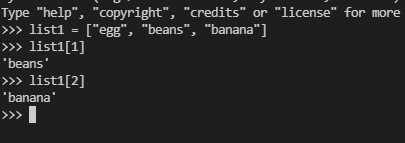 Type "help", "copyright", "credits" or "license" for more
>>> list1 = ["egg", "beans", "banana"]
>>> list1[1]
'beans'
>>> list1[2]
'banana'
>>>